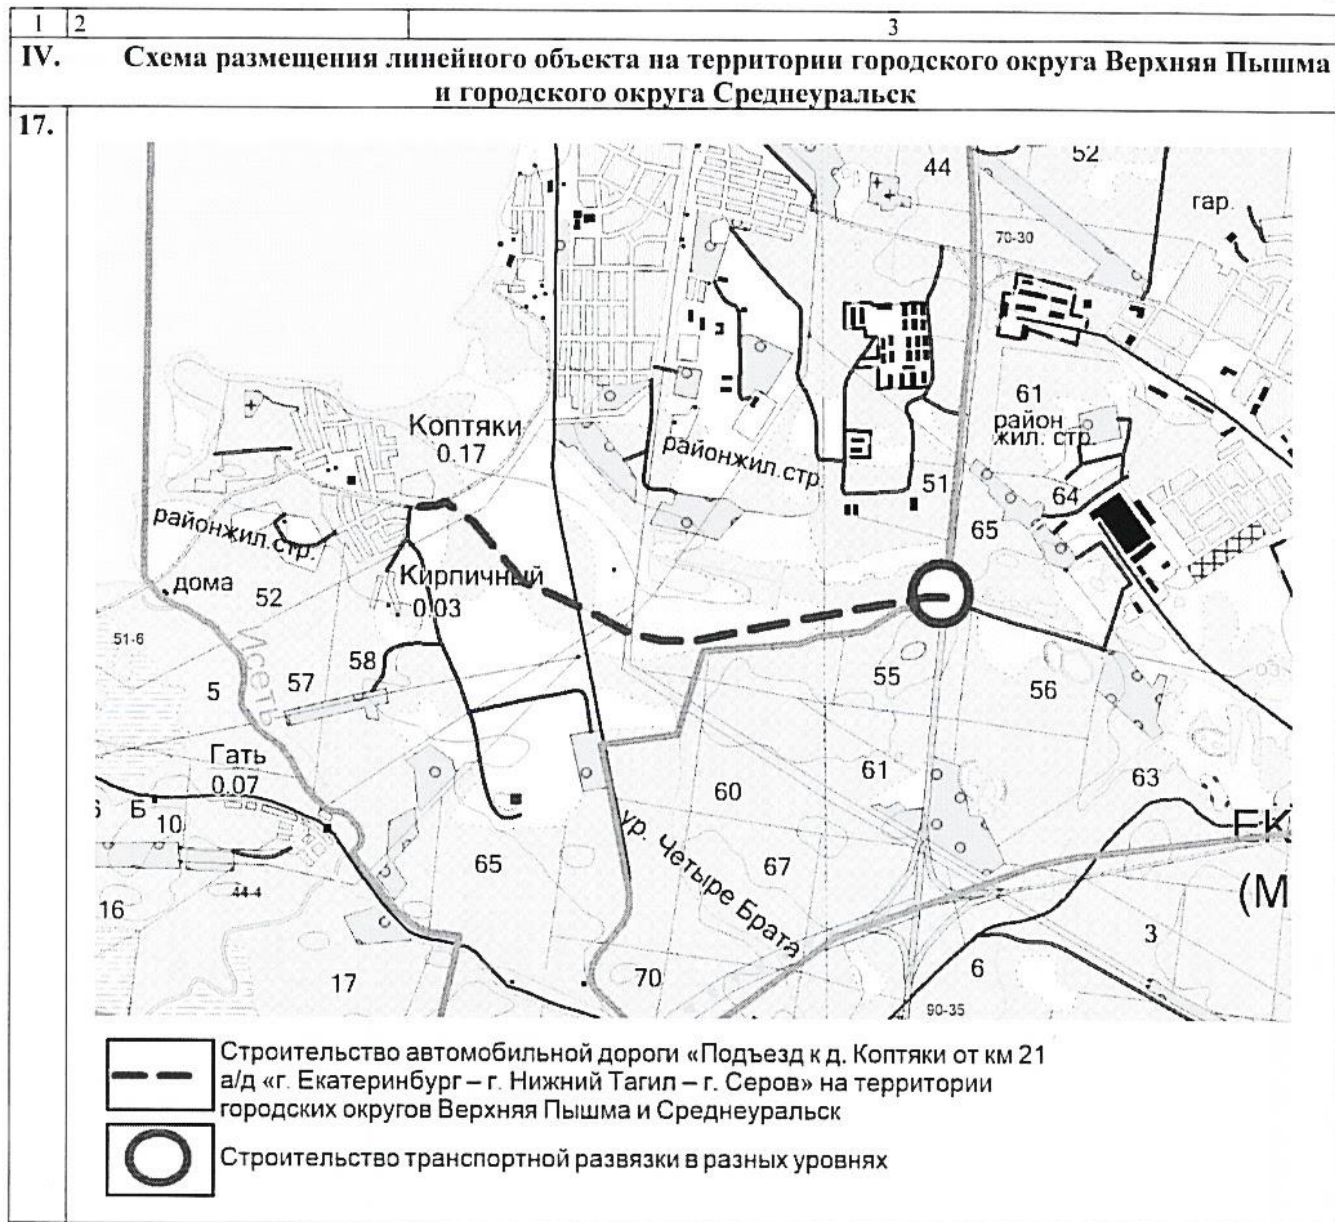 1 2 3
IV. Схема размещения линейного объекта на территории городского округа Верхняя Пышма
и городского округа Среднеуральск
17.
44
52
гар.
70-30
61
район
жил. стр.
Коптяки
0.17
районжил.стр.
51
64
65
районжил.стр.
дома
52
Кирпичный
0.03
51-6
5
57
58
Исеть
55
56
Гать
0.07
Б
10
60
61
63
ЕК
ур. Четыре Брата
65
67
44-4
16
(М
3
17
70
6
90-35
Строительство автомобильной дороги «Подъезд к д. Коптяки от км 21
а/д «г. Екатеринбург – г. Нижний Тагил – г. Серов» на территории
городских округов Верхняя Пышма и Среднеуральск
Строительство транспортной развязки в разных уровнях